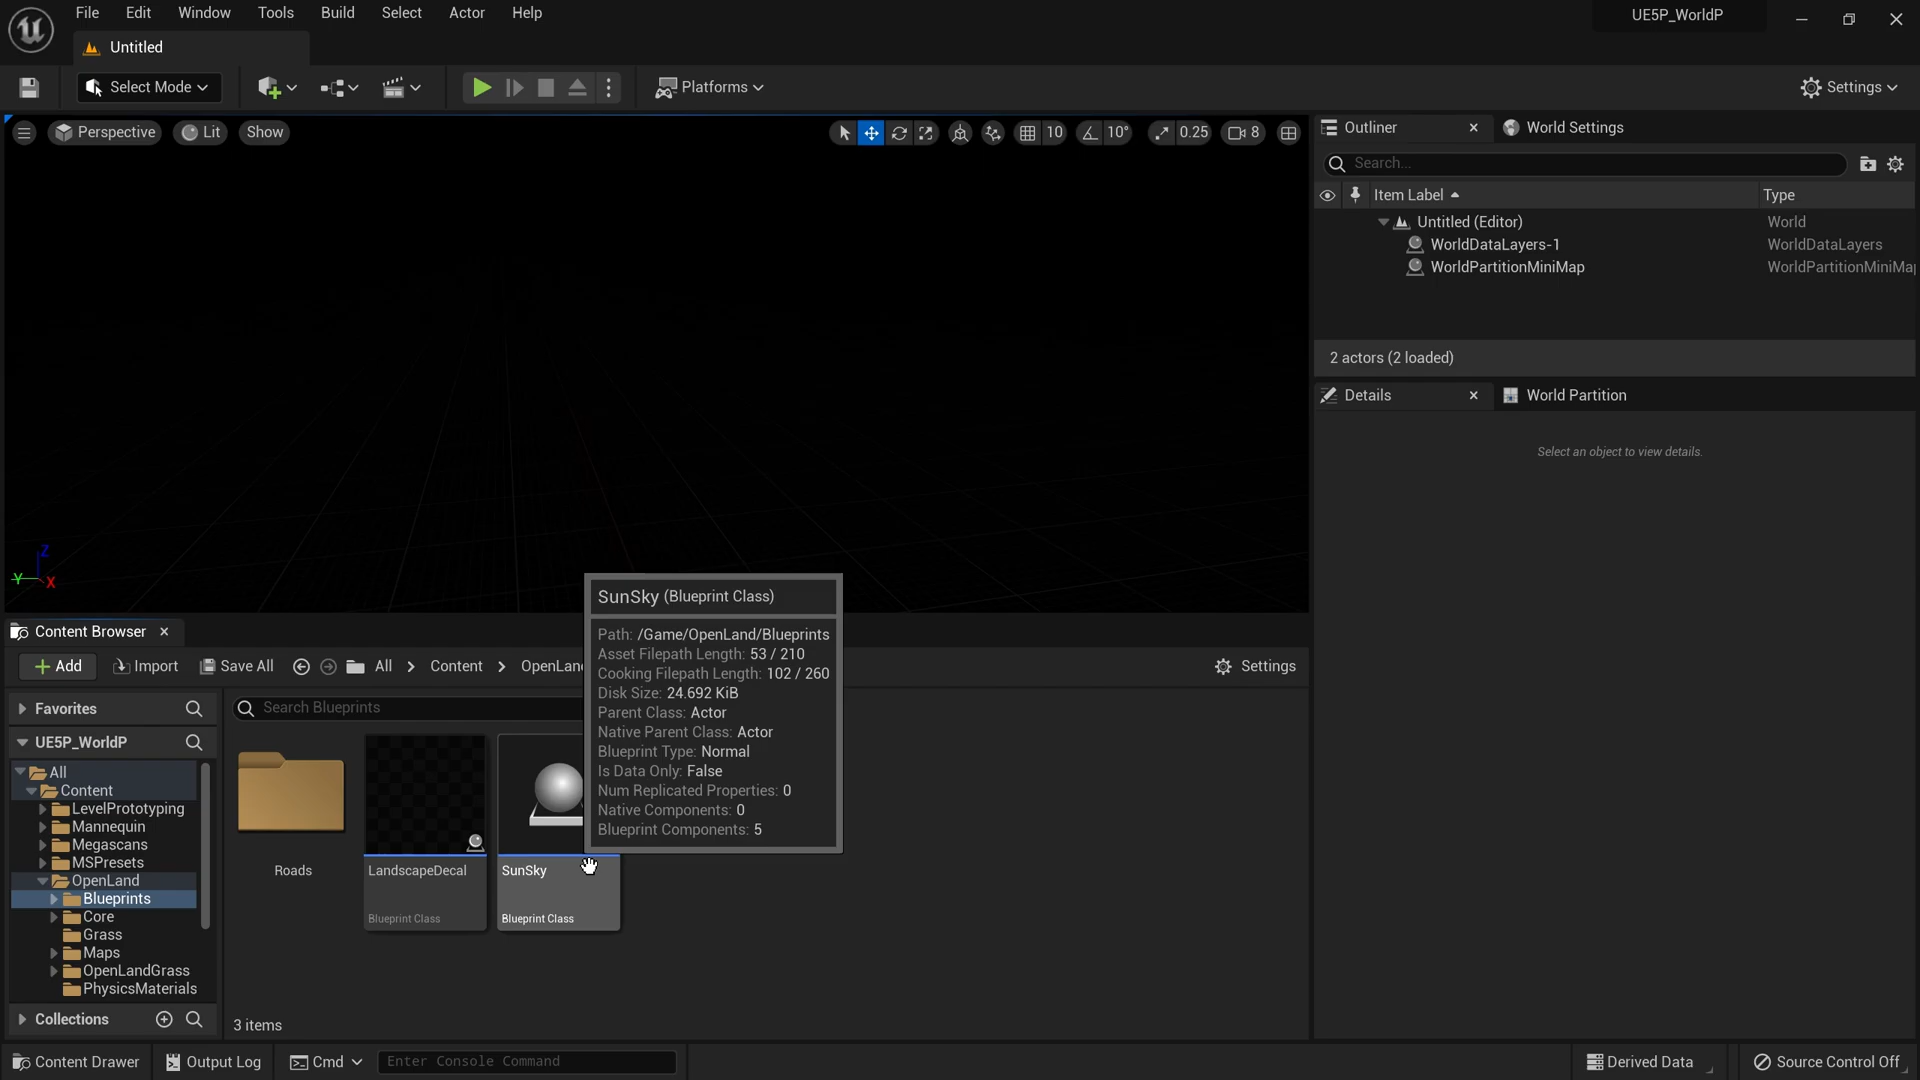 File Edit Window Tools Build Select Actor Help
UE5P_WorldP
Untitled
Select Mode
Platforms
Settings
Perspective
Lit
Show
10
10°
0.25
8
Outliner
World Settings
Search...
Item Label
Type
Untitled (Editor)
World
WorldDataLayers-1
WorldDataLayers
WorldPartitionMiniMap
WorldPartitionMiniMa
2 actors (2 loaded)
Details
World Partition
Select an object to view details.
Z
Y
X
Content Browser
Add
Import
Save All
All
Content
Settings
Favorites
UE5P_WorldP
All
Content
LevelPrototyping
Mannequin
Megascans
MSPresets
OpenLand
Blueprints
Core
Grass
Maps
OpenLandGrass
PhysicsMaterials
Collections
Search Blueprints
Roads
LandscapeDecal
Blueprint Class
SunSky
Blueprint Class
3 items
SunSky (Blueprint Class)
Path: /Game/OpenLand/Blueprints
Asset Filepath Length: 53 / 210
Cooking Filepath Length: 102 / 260
Disk Size: 24.692 KiB
Parent Class: Actor
Native Parent Class: Actor
Blueprint Type: Normal
Is Data Only: False
Num Replicated Properties: 0
Native Components: 0
Blueprint Components: 5
Content Drawer
Output Log
Cmd
Enter Console Command
Derived Data
Source Control Off